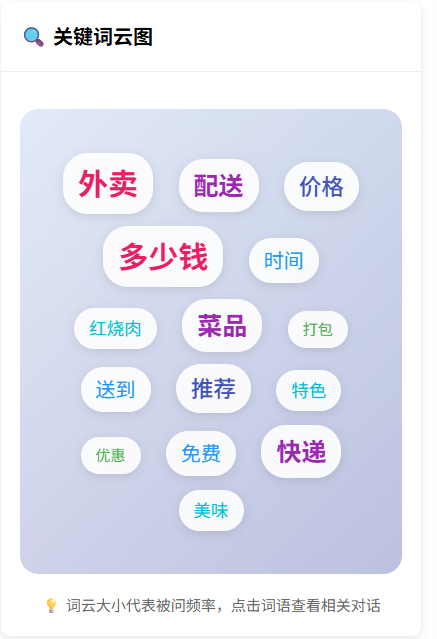 🔍 关键词云图
外卖 配送 价格
多少钱 时间
红烧肉 菜品 打包
送到 推荐 特色
优惠 免费 快递
美味
💡 词云大小代表被问频率，点击词语查看相关对话